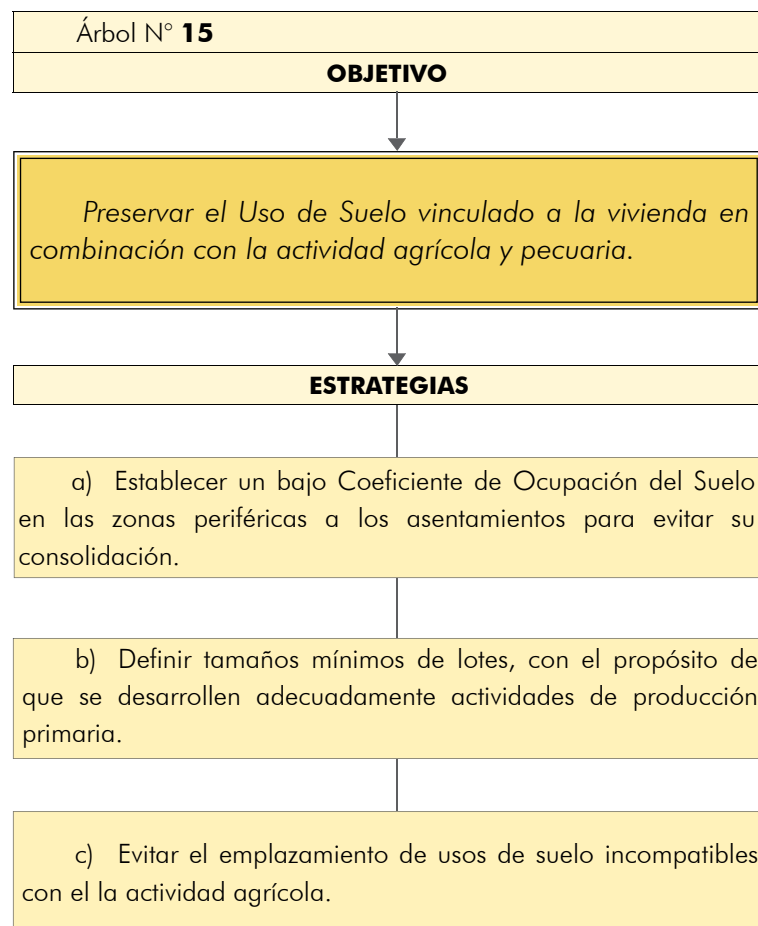 Árbol N° 15
OBJETIVO
Preservar el Uso de Suelo vinculado a la vivienda en
combinación con la actividad agrícola y pecuaria.
ESTRATEGIAS
a) Establecer un bajo Coeficiente de Ocupación del Suelo
en las zonas periféricas a los asentamientos para evitar su
consolidación.
b) Definir tamaños mínimos de lotes, con el propósito de
que se desarrollen adecuadamente actividades de producción
primaria.
c) Evitar el emplazamiento de usos de suelo incompatibles
con el la actividad agrícola.